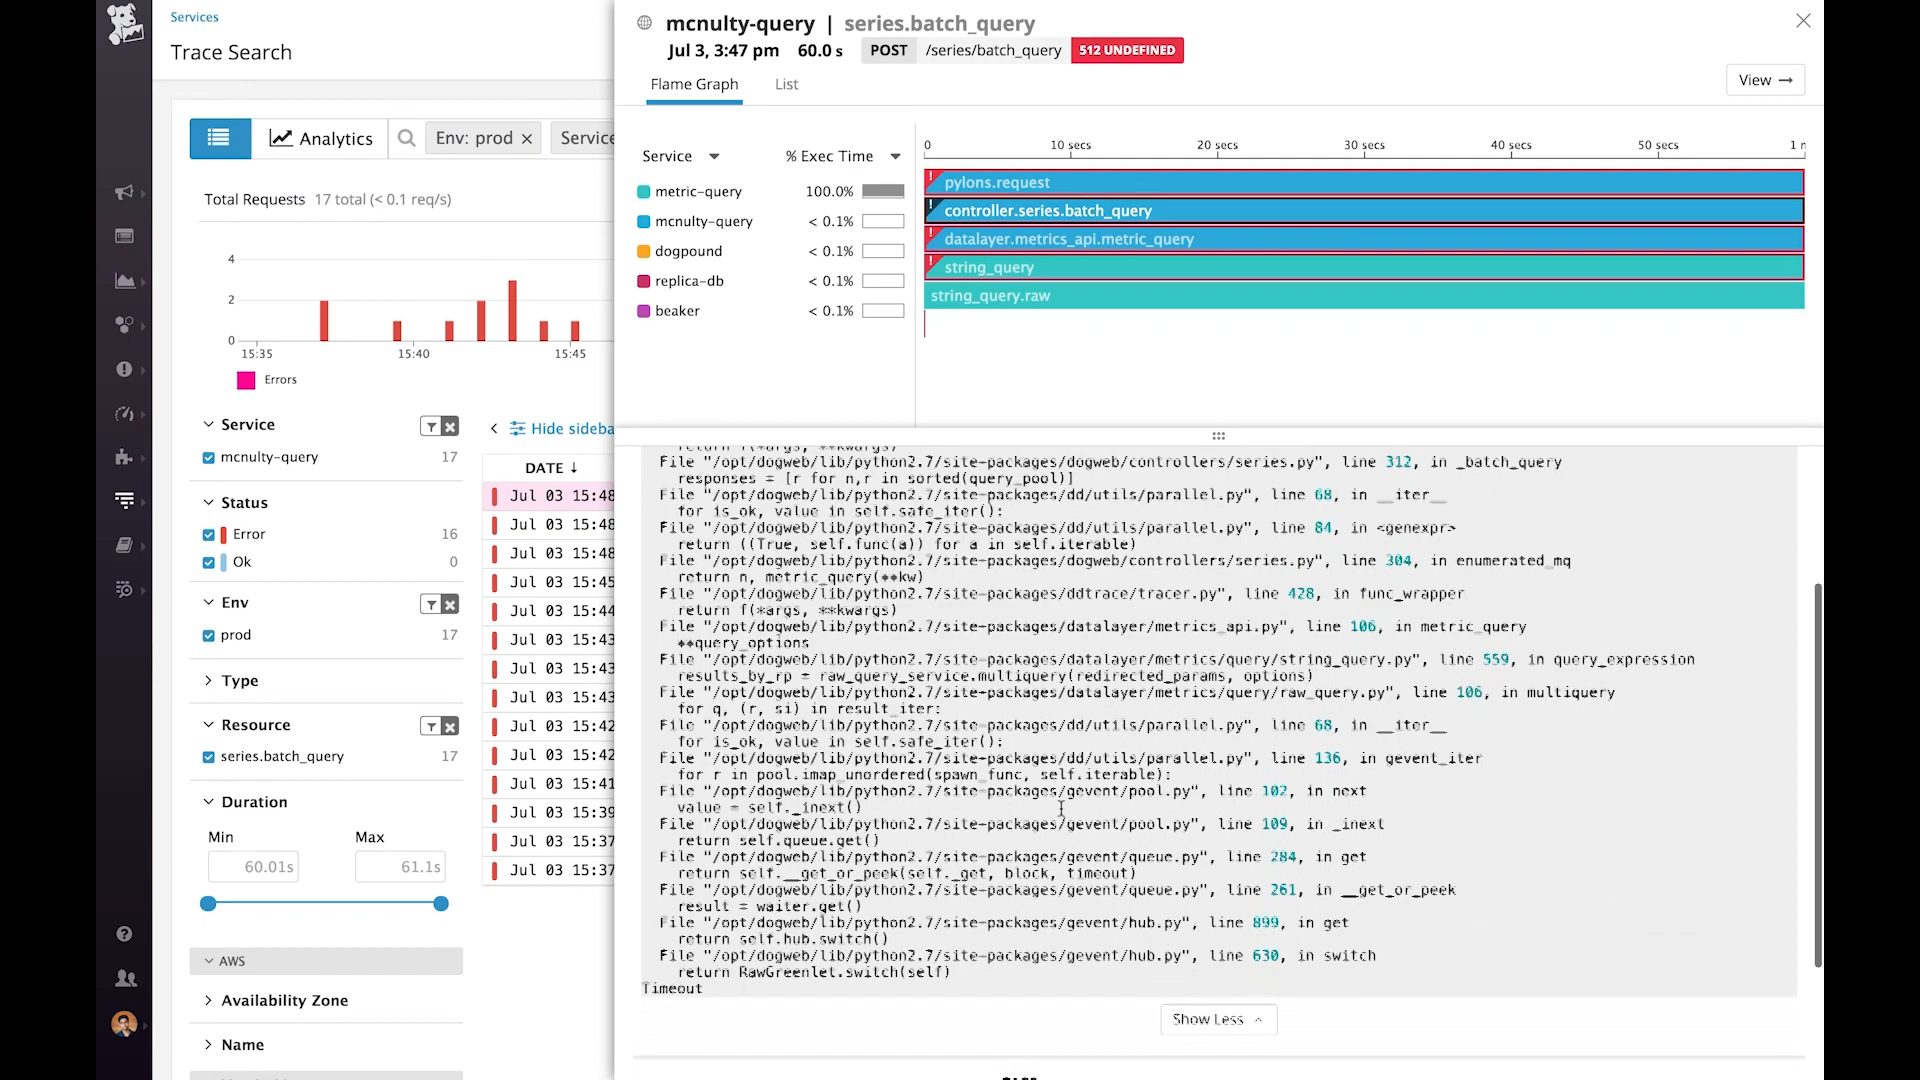 Services
Trace Search
Analytics
Env: prod ×
Service
Total Requests 17 total (< 0.1 req/s)
4
2
0
15:35
15:40
15:45
Errors
Service
mcnulty-query 17
Status
Error 16
Ok 0
Env
prod 17
Type
Resource
series.batch_query 17
Duration
Min Max
60.01s 61.1s
AWS
Availability Zone
Name
Hide sideba
DATE ↓
Jul 03 15:48
Jul 03 15:48
Jul 03 15:48
Jul 03 15:45
Jul 03 15:44
Jul 03 15:43
Jul 03 15:43
Jul 03 15:43
Jul 03 15:42
Jul 03 15:42
Jul 03 15:41
Jul 03 15:39
Jul 03 15:37
Jul 03 15:37
mcnulty-query | series.batch_query
Jul 3, 3:47 pm 60.0 s POST /series/batch_query 512 UNDEFINED
Flame Graph List
View →
Service % Exec Time
metric-query 100.0%
mcnulty-query < 0.1%
dogpound < 0.1%
replica-db < 0.1%
beaker < 0.1%
0 10 secs 20 secs 30 secs 40 secs 50 secs 1 m
! pylons.request
! controller.series.batch_query
! datalayer.metrics_api.metric_query
! string_query
string_query.raw
return f(*args, **kwargs)
File "/opt/dogweb/lib/python2.7/site-packages/dogweb/controllers/series.py", line 312, in _batch_query
responses = [r for n,r in sorted(query_pool)]
File "/opt/dogweb/lib/python2.7/site-packages/dd/utils/parallel.py", line 68, in __iter__
for is_ok, value in self.safe_iter():
File "/opt/dogweb/lib/python2.7/site-packages/dd/utils/parallel.py", line 84, in <genexpr>
return ((True, self.func(a)) for a in self.iterable)
File "/opt/dogweb/lib/python2.7/site-packages/dogweb/controllers/series.py", line 304, in enumerated_mq
return n, metric_query(**kw)
File "/opt/dogweb/lib/python2.7/site-packages/ddtrace/tracer.py", line 428, in func_wrapper
return f(*args, **kwargs)
File "/opt/dogweb/lib/python2.7/site-packages/datalayer/metrics_api.py", line 106, in metric_query
**query_options
File "/opt/dogweb/lib/python2.7/site-packages/datalayer/metrics/query/string_query.py", line 559, in query_expression
results_by_rp = raw_query_service.multiquery(redirected_params, options)
File "/opt/dogweb/lib/python2.7/site-packages/datalayer/metrics/query/raw_query.py", line 106, in multiquery
for q, (r, si) in result_iter:
File "/opt/dogweb/lib/python2.7/site-packages/dd/utils/parallel.py", line 68, in __iter__
for is_ok, value in self.safe_iter():
File "/opt/dogweb/lib/python2.7/site-packages/dd/utils/parallel.py", line 136, in gevent_iter
for r in pool.imap_unordered(spawn_func, self.iterable):
File "/opt/dogweb/lib/python2.7/site-packages/gevent/pool.py", line 102, in next
value = self._inext()
File "/opt/dogweb/lib/python2.7/site-packages/gevent/pool.py", line 109, in _inext
return self.queue.get()
File "/opt/dogweb/lib/python2.7/site-packages/gevent/queue.py", line 284, in get
return self.__get_or_peek(self._get, block, timeout)
File "/opt/dogweb/lib/python2.7/site-packages/gevent/queue.py", line 261, in __get_or_peek
result = waiter.get()
File "/opt/dogweb/lib/python2.7/site-packages/gevent/hub.py", line 899, in get
return self.hub.switch()
File "/opt/dogweb/lib/python2.7/site-packages/gevent/hub.py", line 630, in switch
return RawGreenlet.switch(self)
Timeout
Show Less